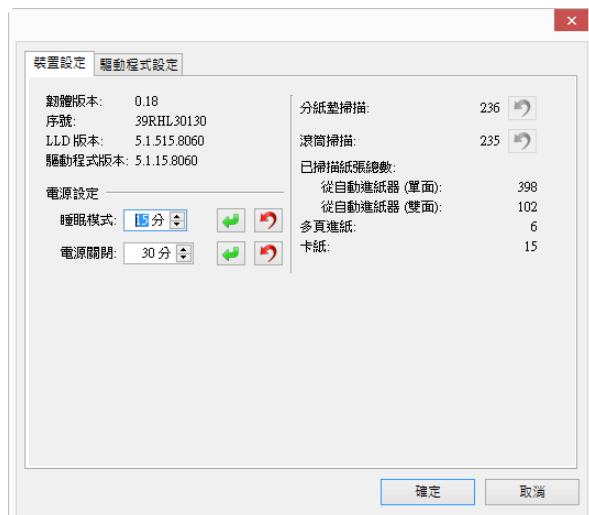 裝置設定 驅動程式設定
韌體版本: 0.18
序號: 39RHL30130
LLD 版本: 5.1.515.8060
驅動程式版本: 5.1.15.8060
電源設定
睡眠模式: 15 分
電源關閉: 30 分
分紙墊掃描: 236
滾筒掃描: 235
已掃描紙張總數:
從自動進紙器 (單面): 398
從自動進紙器 (雙面): 102
多頁進紙: 6
卡紙: 15
確定 取消